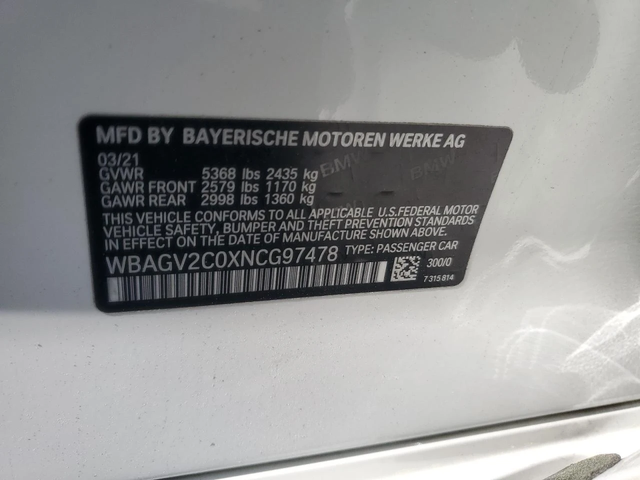 MFD BY BAYERISCHE MOTOREN WERKE AG
03/21
GVWR 5368 lbs 2435 kg
GAWR FRONT 2579 lbs 1170 kg
GAWR REAR 2998 lbs 1360 kg
THIS VEHICLE CONFORMS TO ALL APPLICABLE U.S.FEDERAL MOTOR
VEHICLE SAFETY, BUMPER AND THEFT PREVENTION STANDARDS
IN EFFECT ON THE DATE OF MANUFACTURE SHOWN ABOVE.
WBAGV2C0XNCG97478 TYPE: PASSENGER CAR
300/0
7 315 814
BMW
BMW